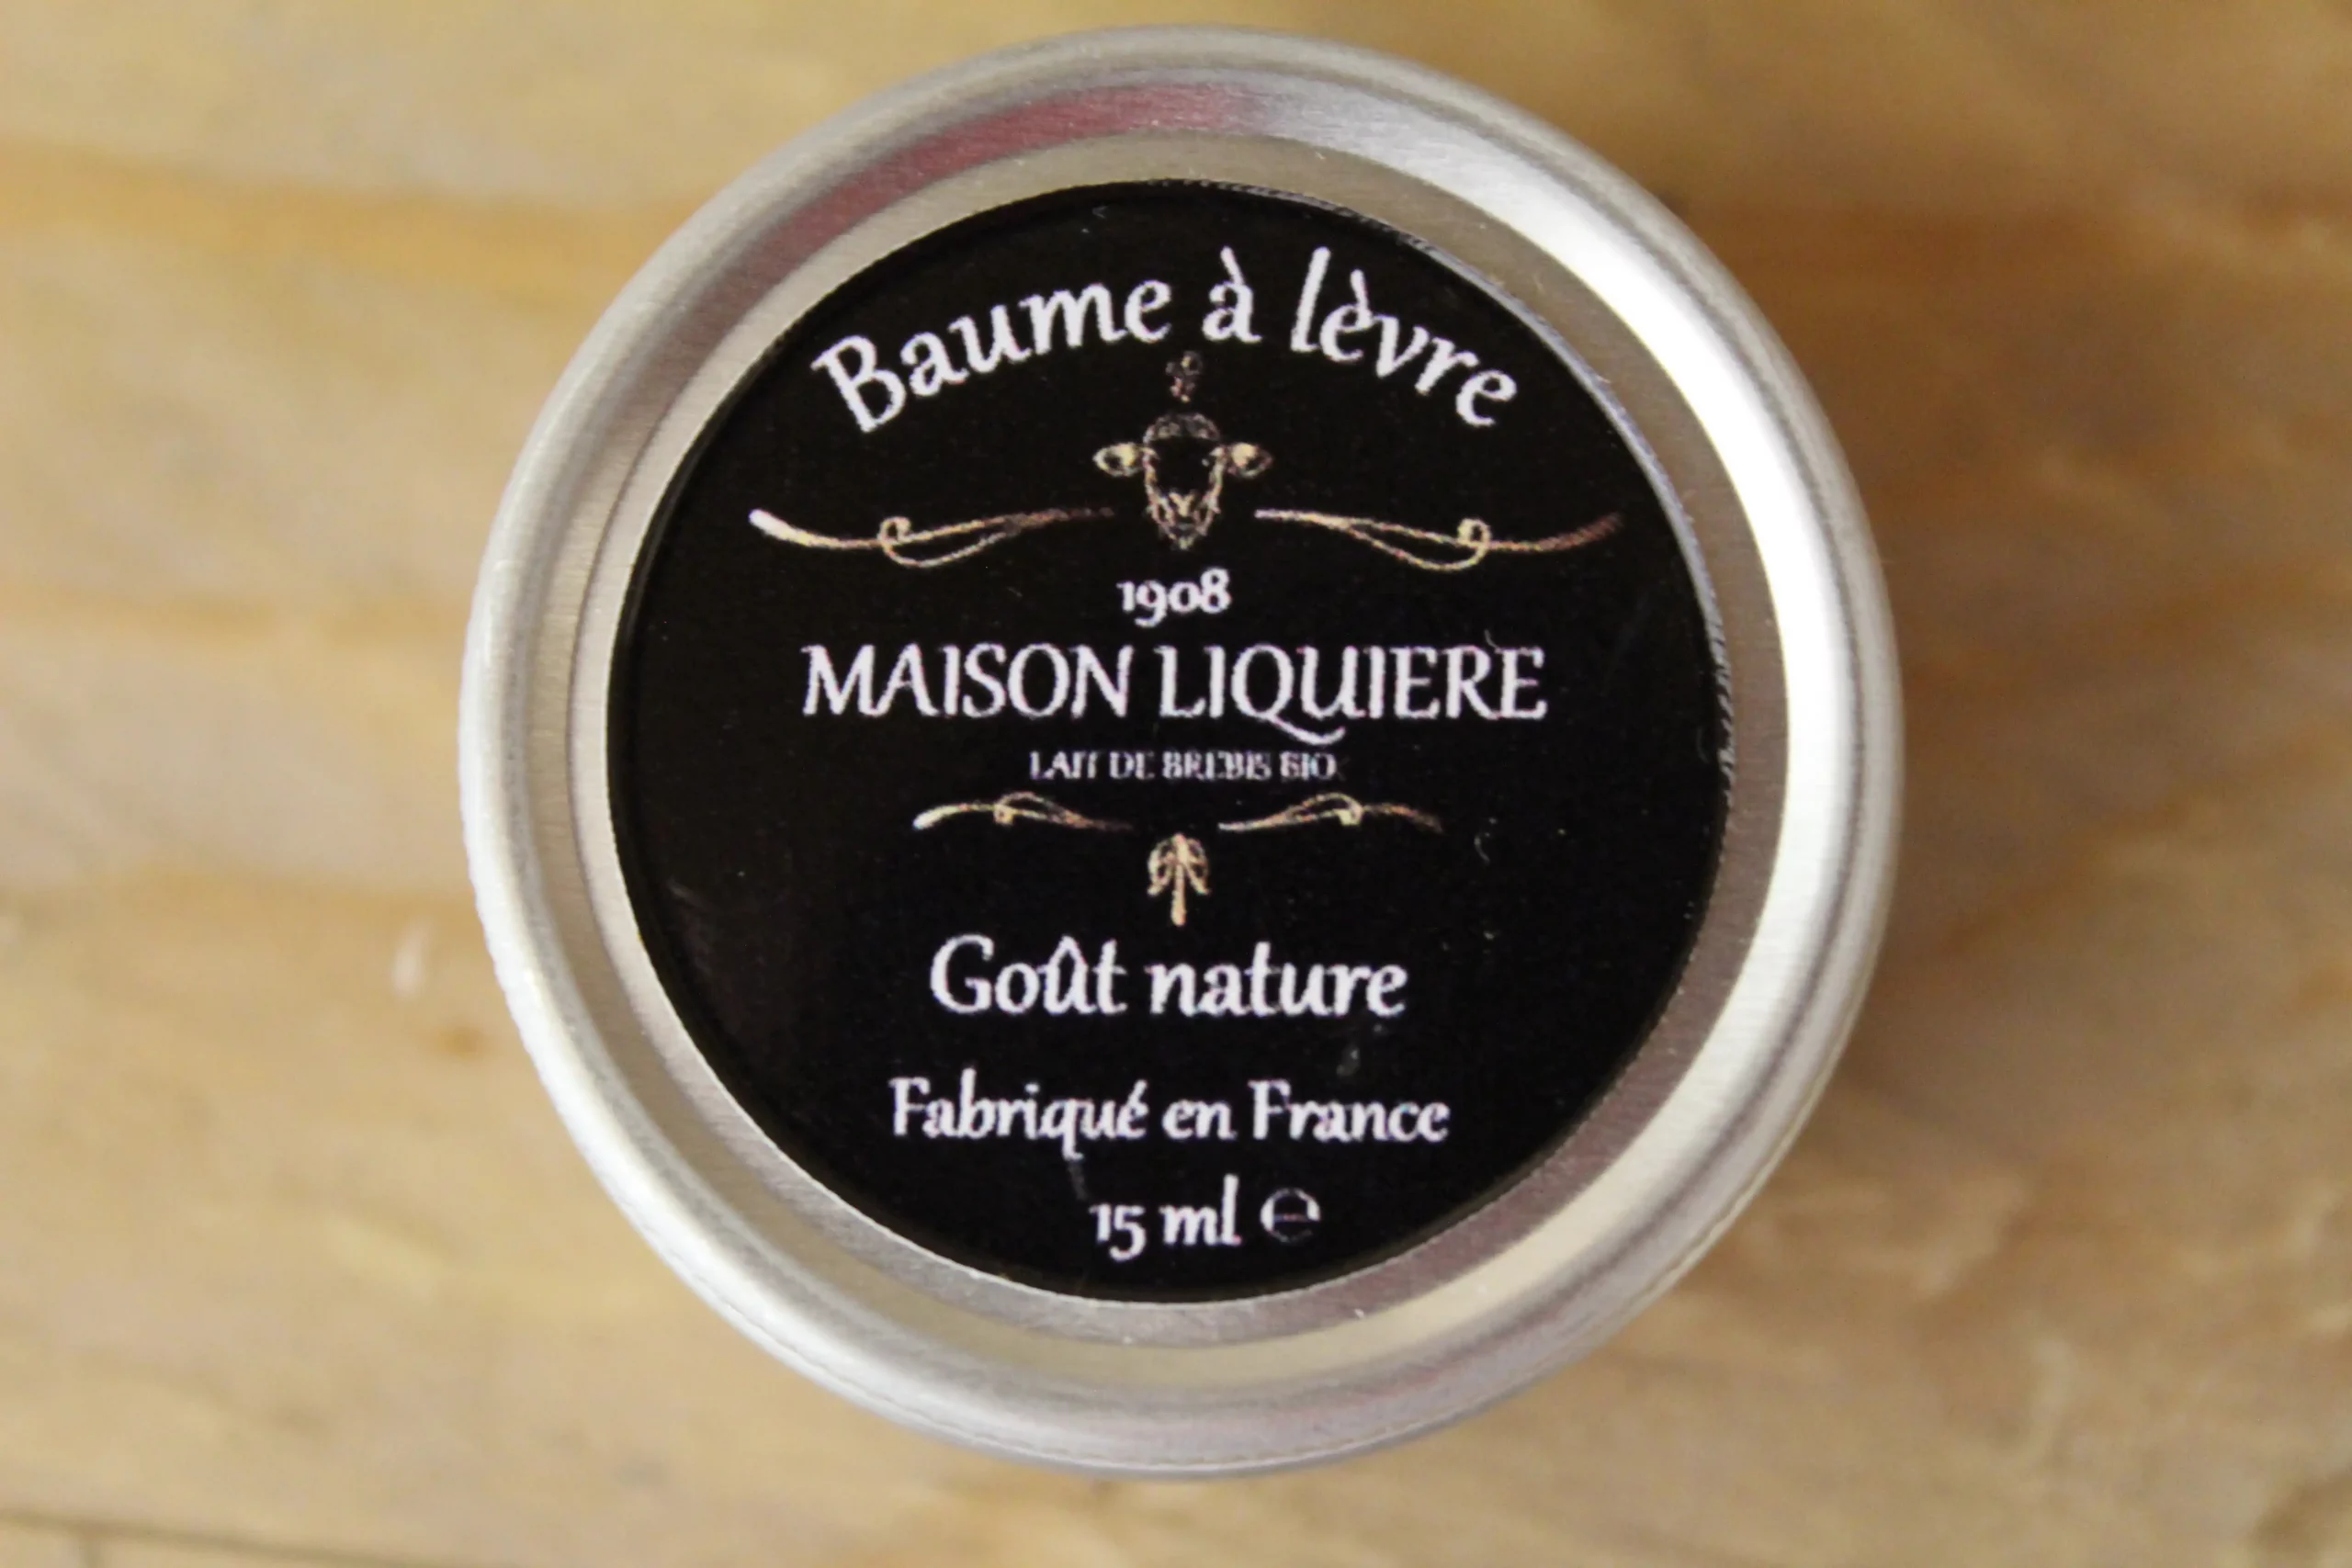 Baume à lèvre
1908
MAISON LIQUIERE
LAIT DE BREBIS BIO
Goût nature
Fabriqué en France
15 ml ℮